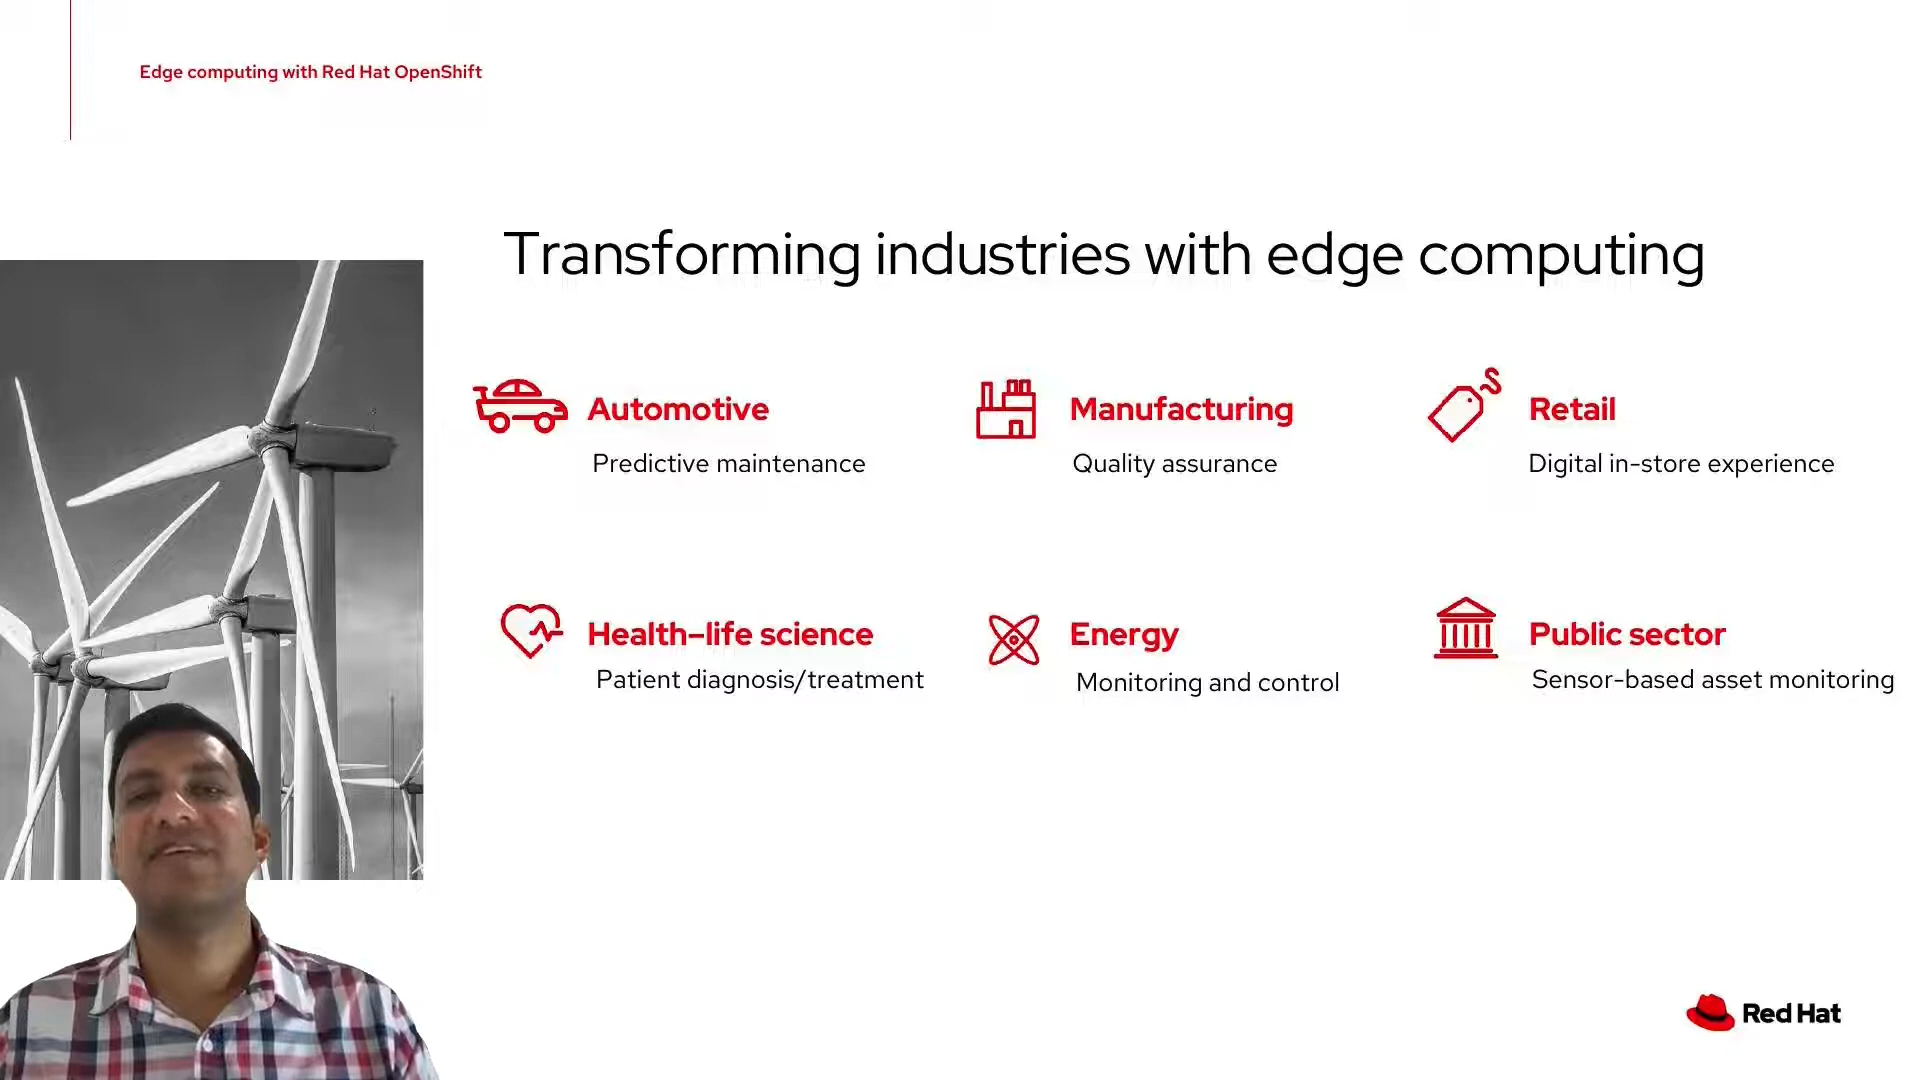 Edge computing with Red Hat OpenShift
Transforming industries with edge computing
Automotive
Predictive maintenance
Manufacturing
Quality assurance
Retail
Digital in-store experience
Health–life science
Patient diagnosis/treatment
Energy
Monitoring and control
Public sector
Sensor-based asset monitoring
Red Hat